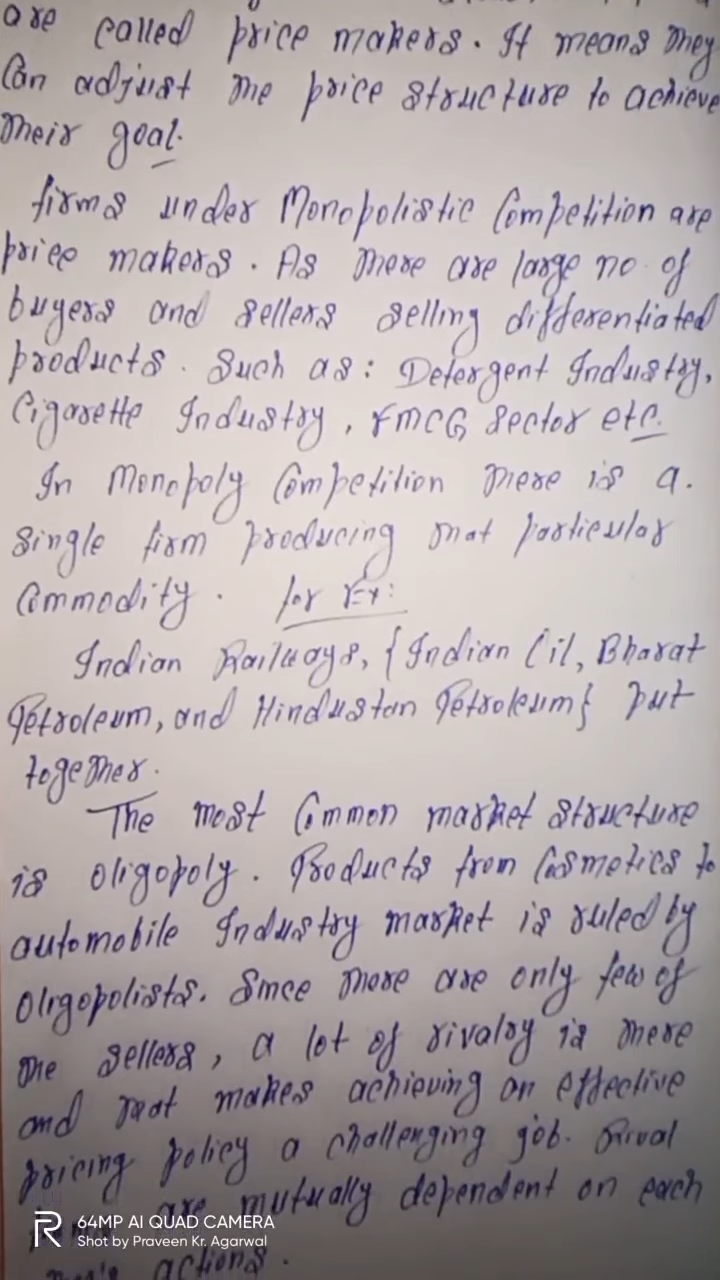 are called price makers. It means they
Can adjust the price structure to achieve
their goal.
firms under Monopolistic Competition are
price makers. As there are large no. of
buyers and sellers selling differentiated
products. Such as: Detergent Industry,
Cigarette Industry, FMCG Sector etc.
In Monopoly Competition there is a.
single firm producing that particular
Commodity. for Ex:
Indian Railways, {Indian Oil, Bharat
Petroleum, and Hindustan Petroleum} put
together.
The most Common market structure
is oligopoly. Products from Cosmetics to
automobile Industry market is ruled by
Oligopolists. Since there are only few of
the sellers, a lot of rivalry is there
and that makes achieving an effective
pricing policy a challenging job. Rival
are mutually dependent on each
actions.
64MP AI QUAD CAMERA
Shot by Praveen Kr. Agarwal